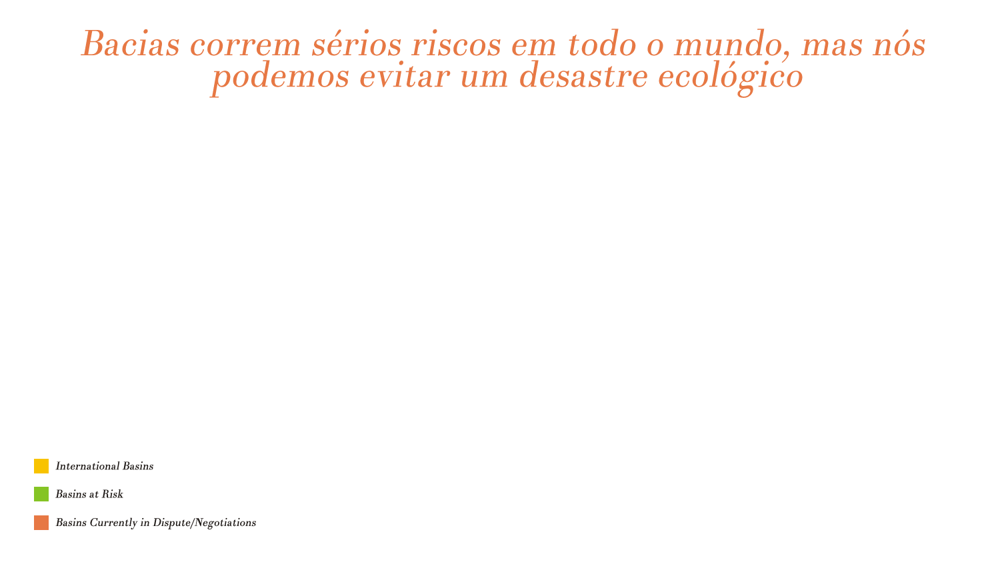 Bacias correm sérios riscos em todo o mundo, mas nós
podemos evitar um desastre ecológico
International Basins
Basins at Risk
Basins Currently in Dispute/Negotiations